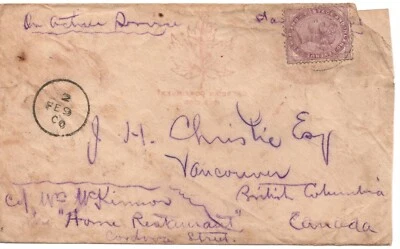 On Active Service
2
FE 9
00
J. H. Christie Esq
Vancouver
British Columbia
Canada
c/o Wm McKinnon
"Home Restaurant"
Cordova Street.